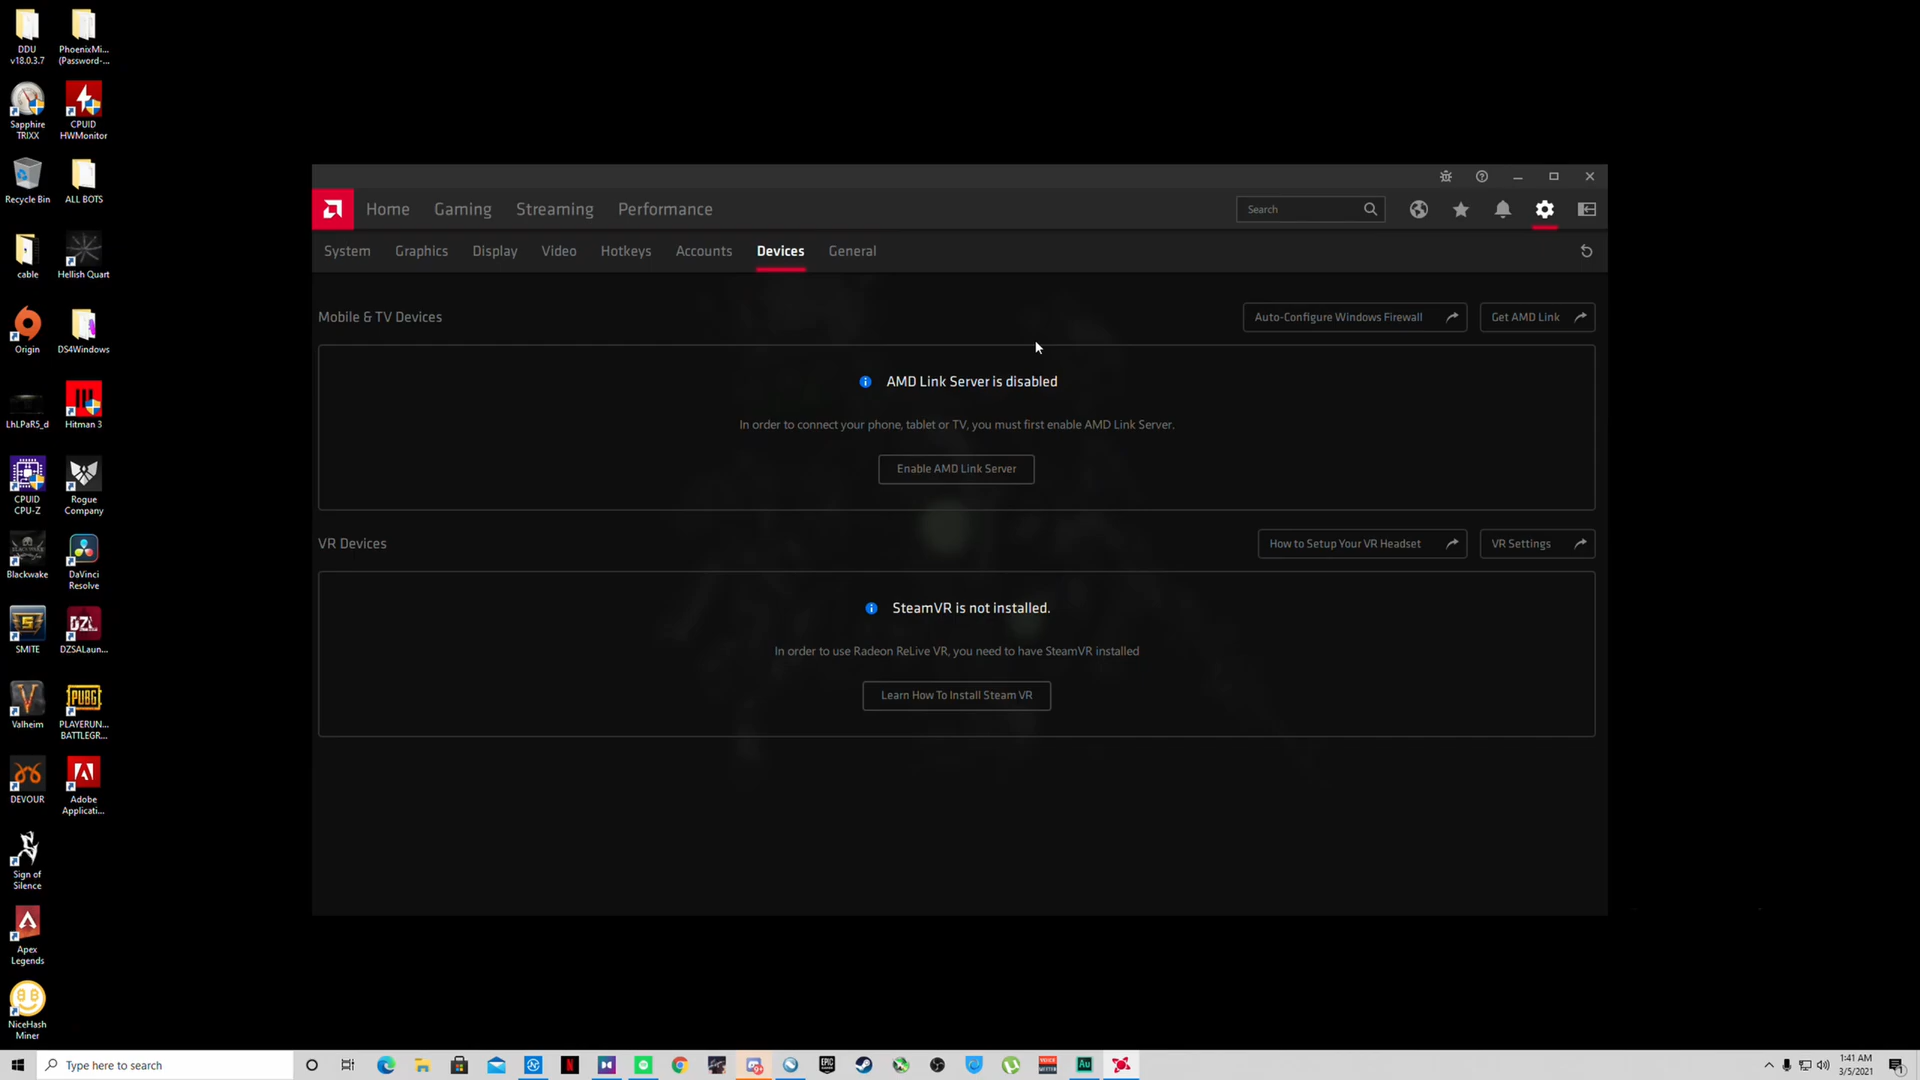 DDU
v18.0.3.7
PhoenixMi...
(Password-...
Sapphire
TRIXX
CPUID
HWMonitor
Recycle Bin
ALL BOTS
cable
Hellish Quart
Origin
DS4Windows
LhLPaR5_d
Hitman 3
CPUID
CPU-Z
Rogue
Company
Blackwake
DaVinci
Resolve
SMITE
DZSALaun...
Valheim
PLAYERUN...
BATTLEGR...
DEVOUR
Adobe
Applicati...
Sign of
Silence
Apex
Legends
NiceHash
Miner
DZL
PUBG
Home Gaming Streaming Performance
Search
System Graphics Display Video Hotkeys Accounts Devices General
Mobile & TV Devices
Auto-Configure Windows Firewall
Get AMD Link
AMD Link Server is disabled
In order to connect your phone, tablet or TV, you must first enable AMD Link Server.
Enable AMD Link Server
VR Devices
How to Setup Your VR Headset
VR Settings
SteamVR is not installed.
In order to use Radeon ReLive VR, you need to have SteamVR installed
Learn How To Install Steam VR
Type here to search
EPIC
Au
1:41 AM
3/5/2021